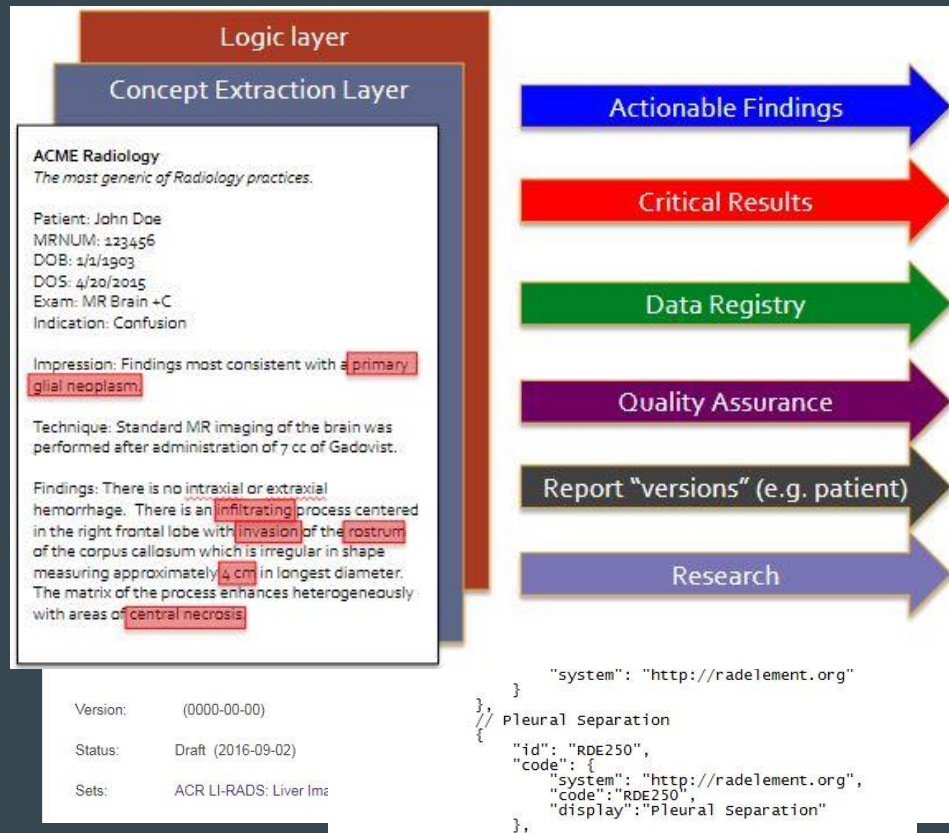 Logic layer
Concept Extraction Layer
ACME Radiology
The most generic of Radiology practices.
Patient: John Doe
MRNUM: 123456
DOB: 1/1/1903
DOS: 4/20/2015
Exam: MR Brain +C
Indication: Confusion
Impression: Findings most consistent with a primary
glial neoplasm.
Technique: Standard MR imaging of the brain was
performed after administration of 7 cc of Gadovist.
Findings: There is no intraxial or extraxial
hemorrhage. There is an infiltrating process centered
in the right frontal lobe with invasion of the rostrum
of the corpus callosum which is irregular in shape
measuring approximately 4 cm in longest diameter.
The matrix of the process enhances heterogeneously
with areas of central necrosis.
Actionable Findings
Critical Results
Data Registry
Quality Assurance
Report "versions" (e.g. patient)
Research
Version: (0000-00-00)
Status: Draft (2016-09-02)
Sets: ACR LI-RADS: Liver Ima
"system": "http://radelement.org"
}
},
// Pleural Separation
{
"id": "RDE250",
"code": {
"system": "http://radelement.org",
"code":"RDE250",
"display":"Pleural Separation"
},